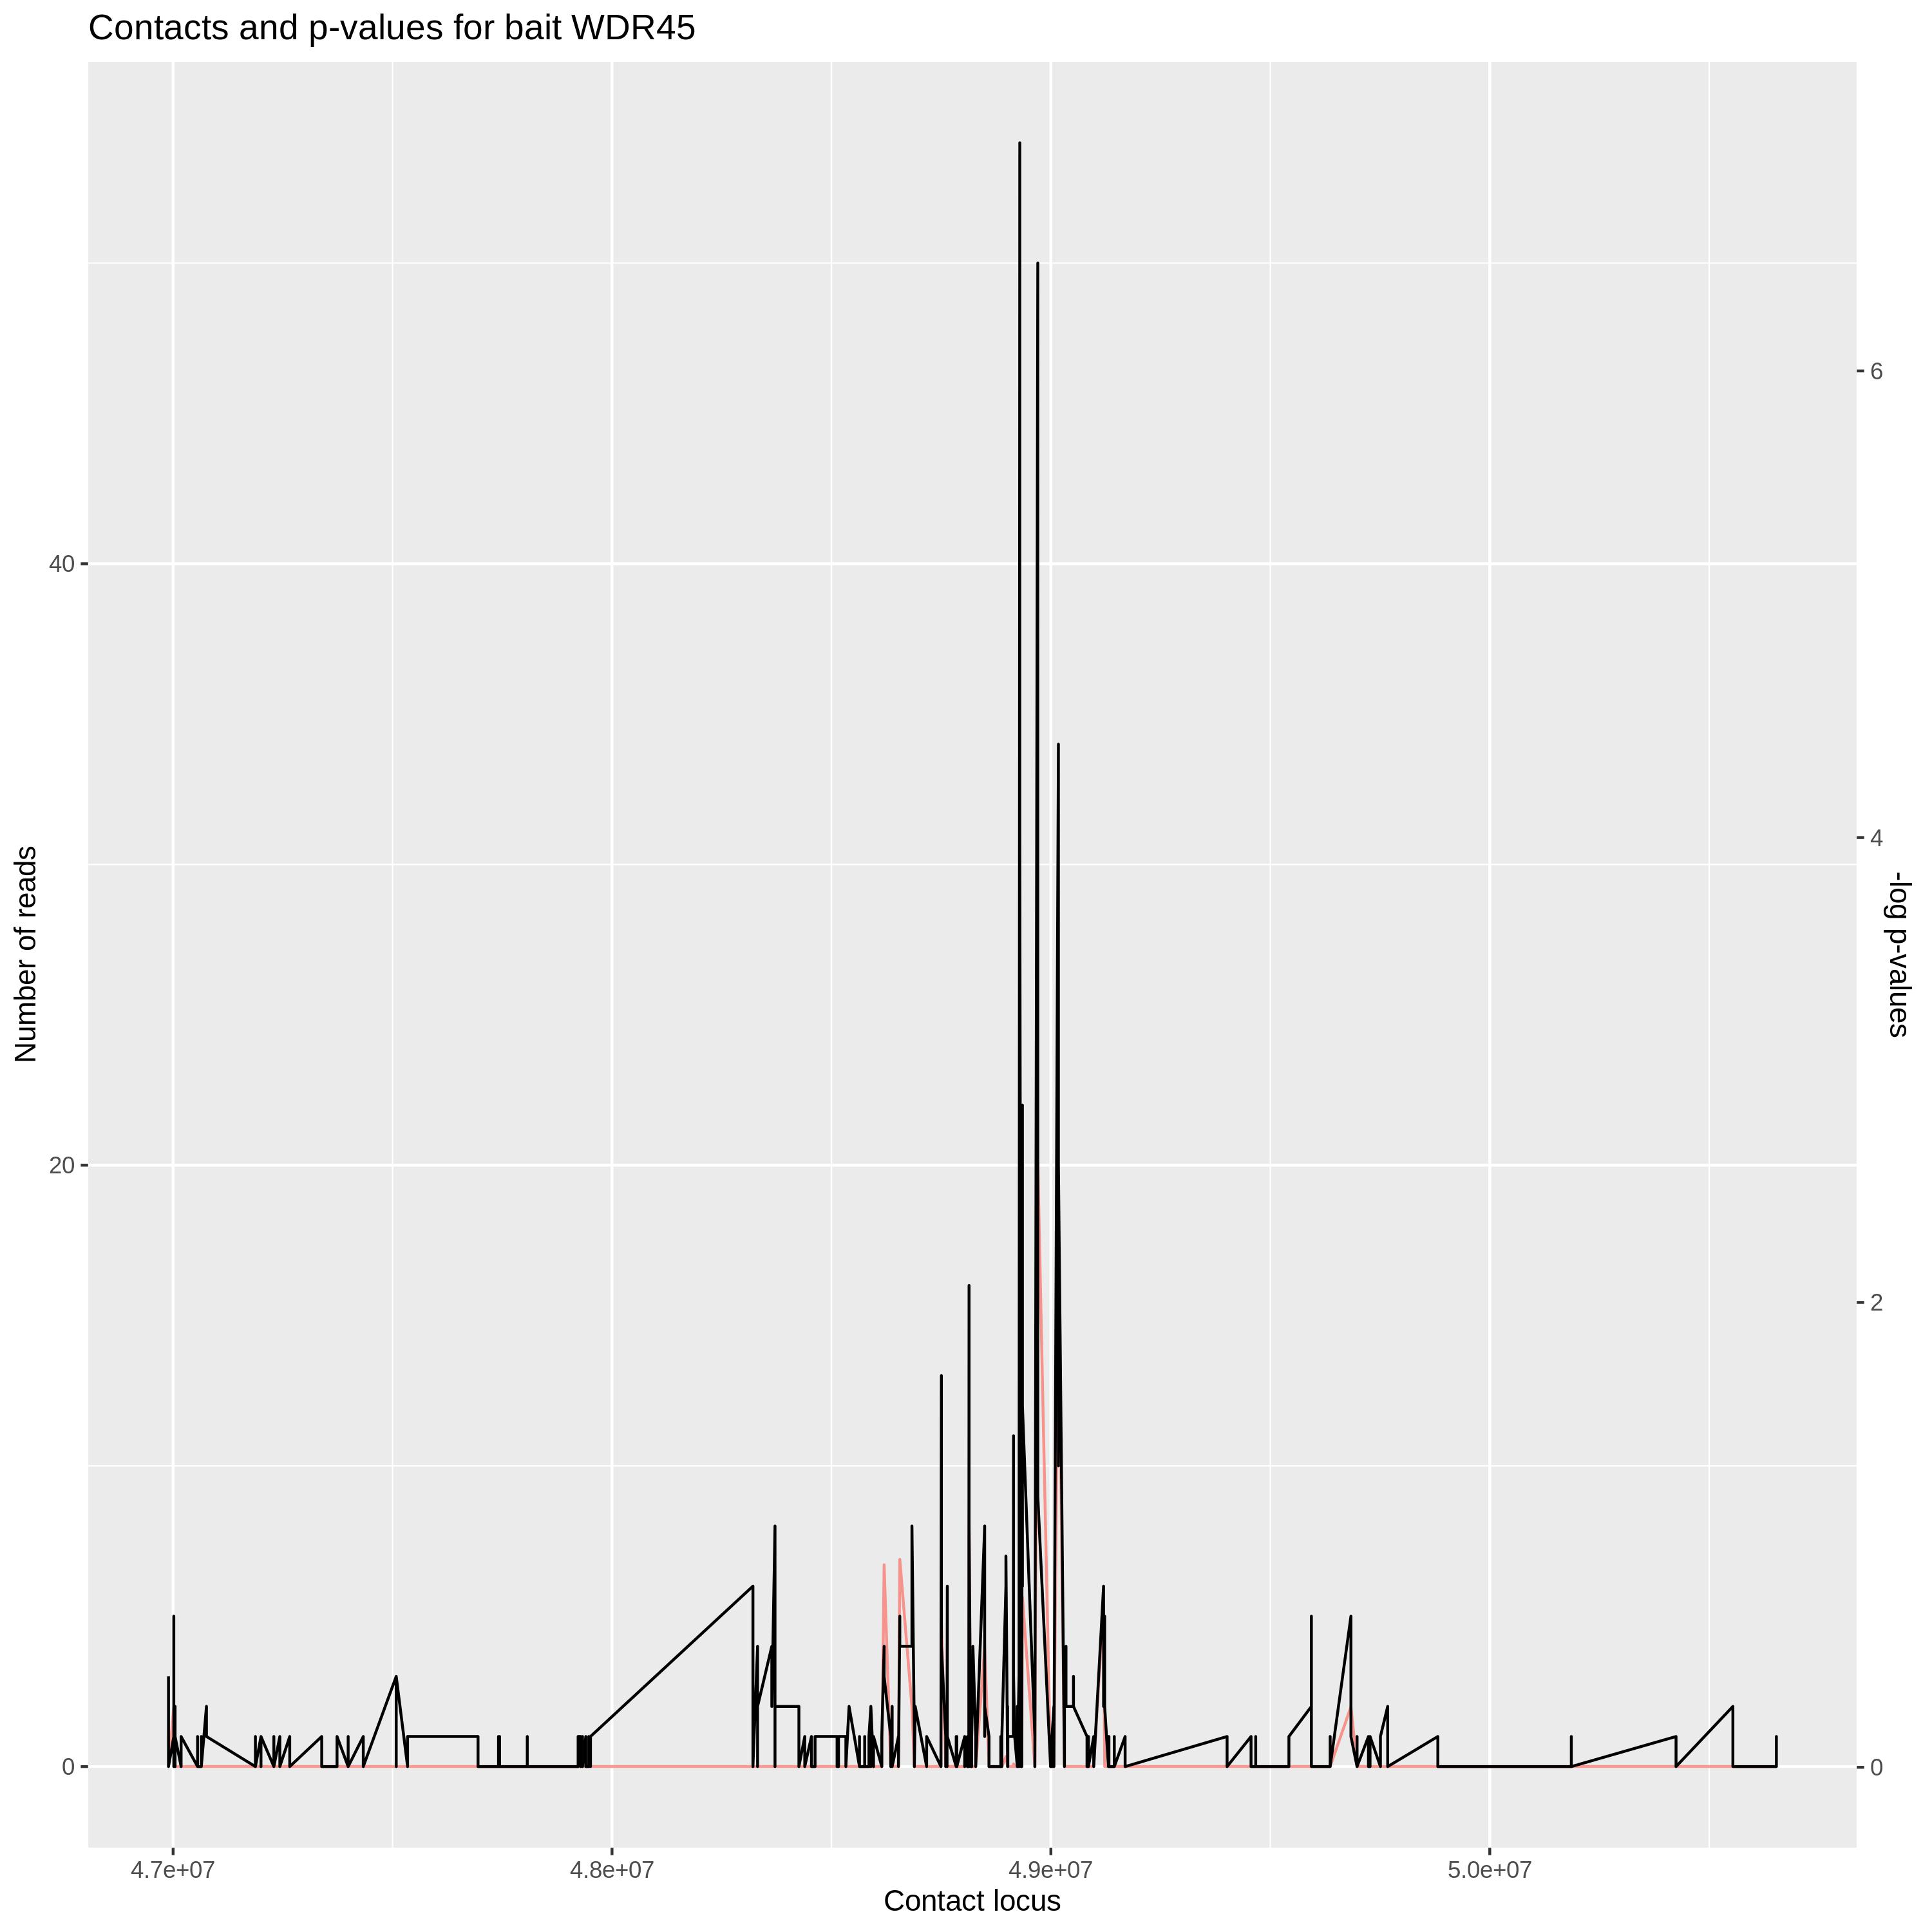 Contacts and p-values for bait WDR45
Number of reads
40
20
0
6
4
2
0
-log p-values
4.7e+07
4.8e+07
4.9e+07
5.0e+07
Contact locus